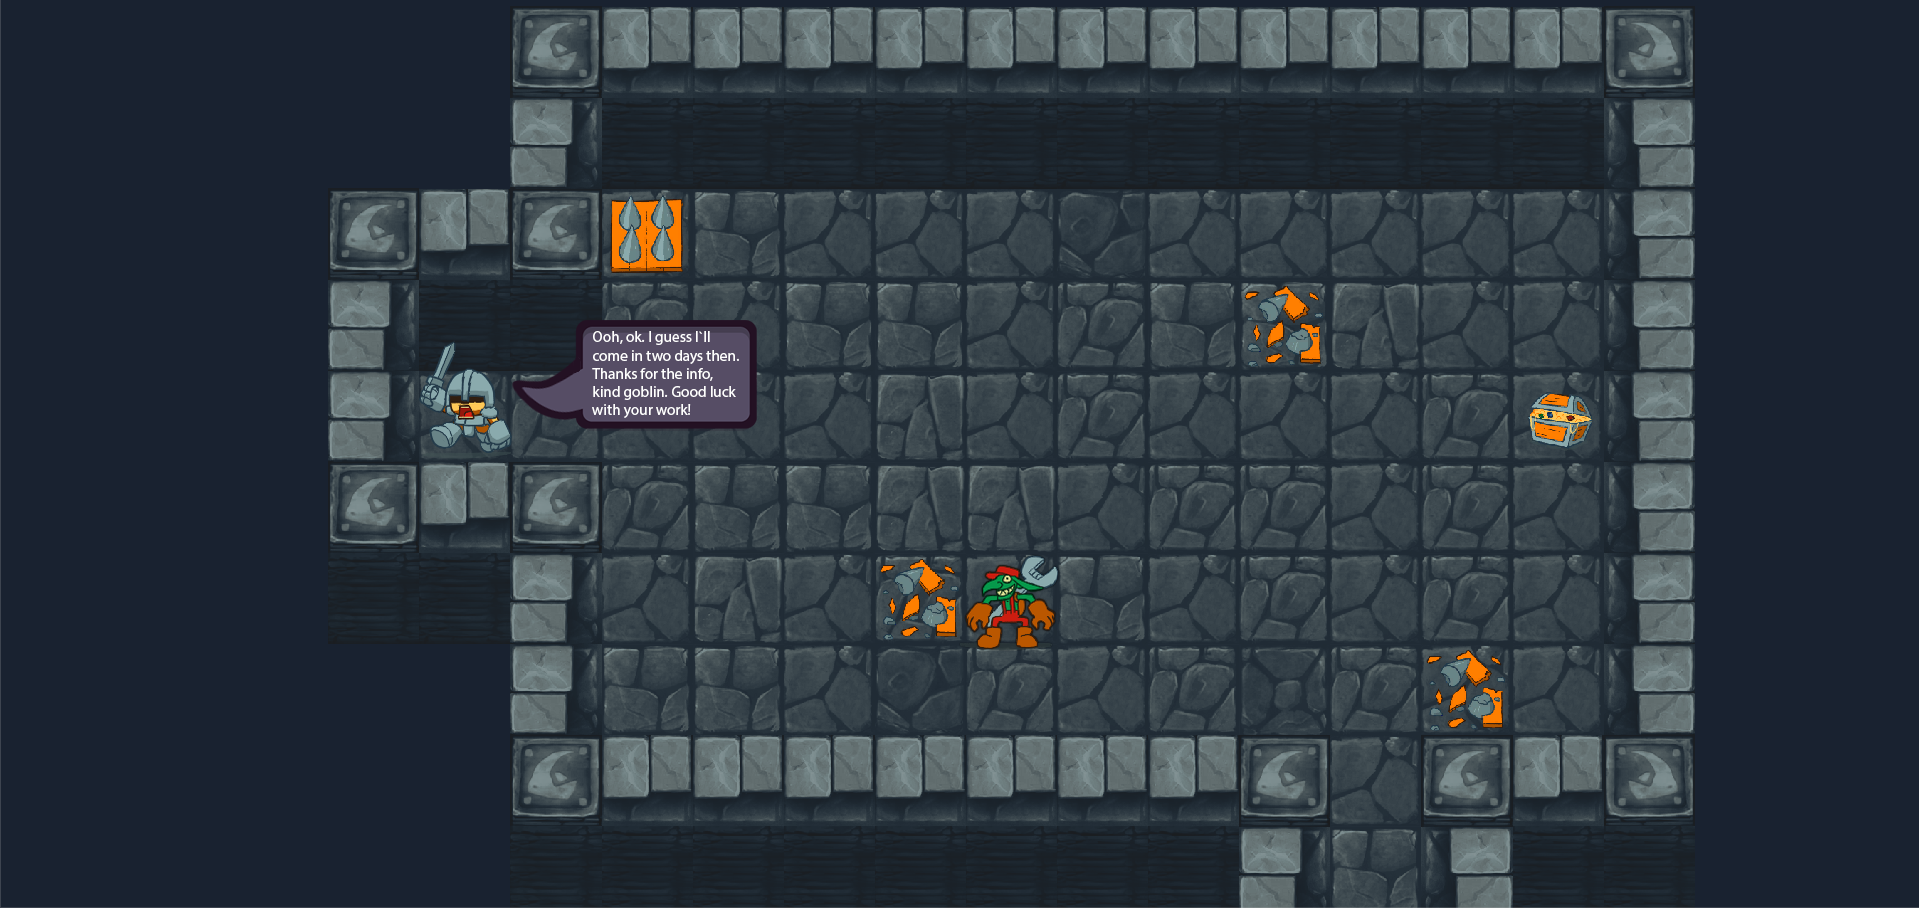 Ooh, ok. I guess I`ll
come in two days then.
Thanks for the info,
kind goblin. Good luck
with your work!